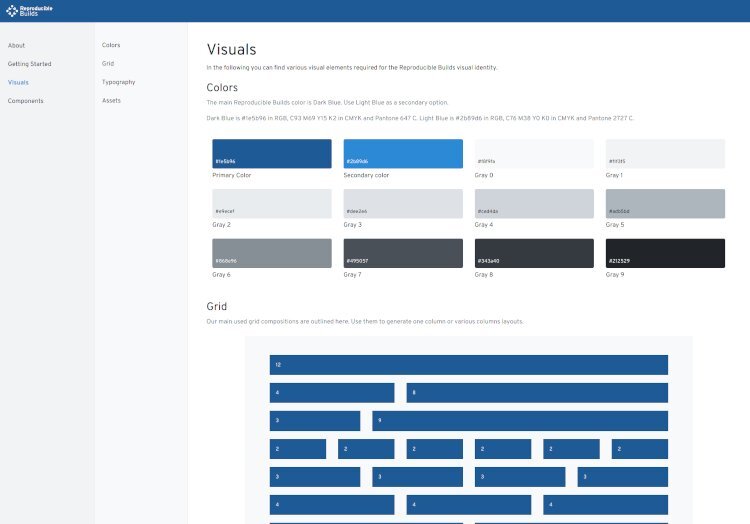 Reproducible
Builds
About
Getting Started
Visuals
Components
Colors
Grid
Typography
Assets
Visuals
In the following you can find various visual elements required for the Reproducible Builds visual identity.
Colors
The main Reproducible Builds color is Dark Blue. Use Light Blue as a secondary option.
Dark Blue is #1e5b96 in RGB, C93 M69 Y15 K2 in CMYK and Pantone 647 C. Light Blue is #2b89d6 in RGB, C76 M38 Y0 K0 in CMYK and Pantone 2727 C.
#1e5b96 #2b89d6 #f8f9fa #f1f3f5
Primary Color Secondary color Gray 0 Gray 1
#e9ecef #dee2e6 #ced4da #adb5bd
Gray 2 Gray 3 Gray 4 Gray 5
#868e96 #495057 #343a40 #212529
Gray 6 Gray 7 Gray 8 Gray 9
Grid
Our main used grid compositions are outlined here. Use them to generate one column or various columns layouts.
12
4 8
3 9
2 2 2 2 2 2
3 3 3 3
4 4 4